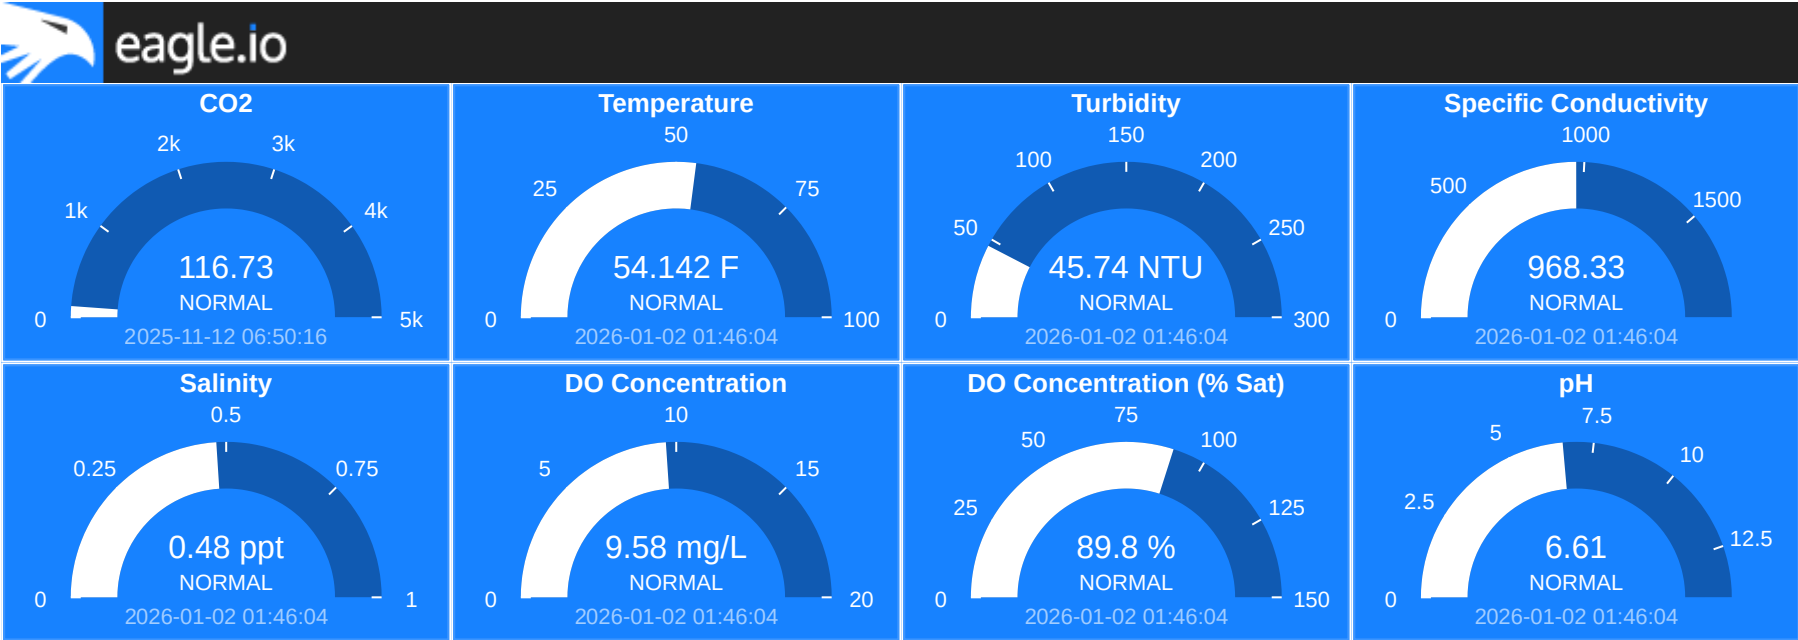 eagle.io
CO2
0
1k
2k
3k
4k
5k
116.73
NORMAL
2025-11-12 06:50:16
Temperature
0
25
50
75
100
54.142 F
NORMAL
2026-01-02 01:46:04
Turbidity
0
50
100
150
200
250
300
45.74 NTU
NORMAL
2026-01-02 01:46:04
Specific Conductivity
0
500
1000
1500
968.33
NORMAL
2026-01-02 01:46:04
Salinity
0
0.25
0.5
0.75
1
0.48 ppt
NORMAL
2026-01-02 01:46:04
DO Concentration
0
5
10
15
20
9.58 mg/L
NORMAL
2026-01-02 01:46:04
DO Concentration (% Sat)
0
25
50
75
100
125
150
89.8 %
NORMAL
2026-01-02 01:46:04
pH
0
2.5
5
7.5
10
12.5
6.61
NORMAL
2026-01-02 01:46:04